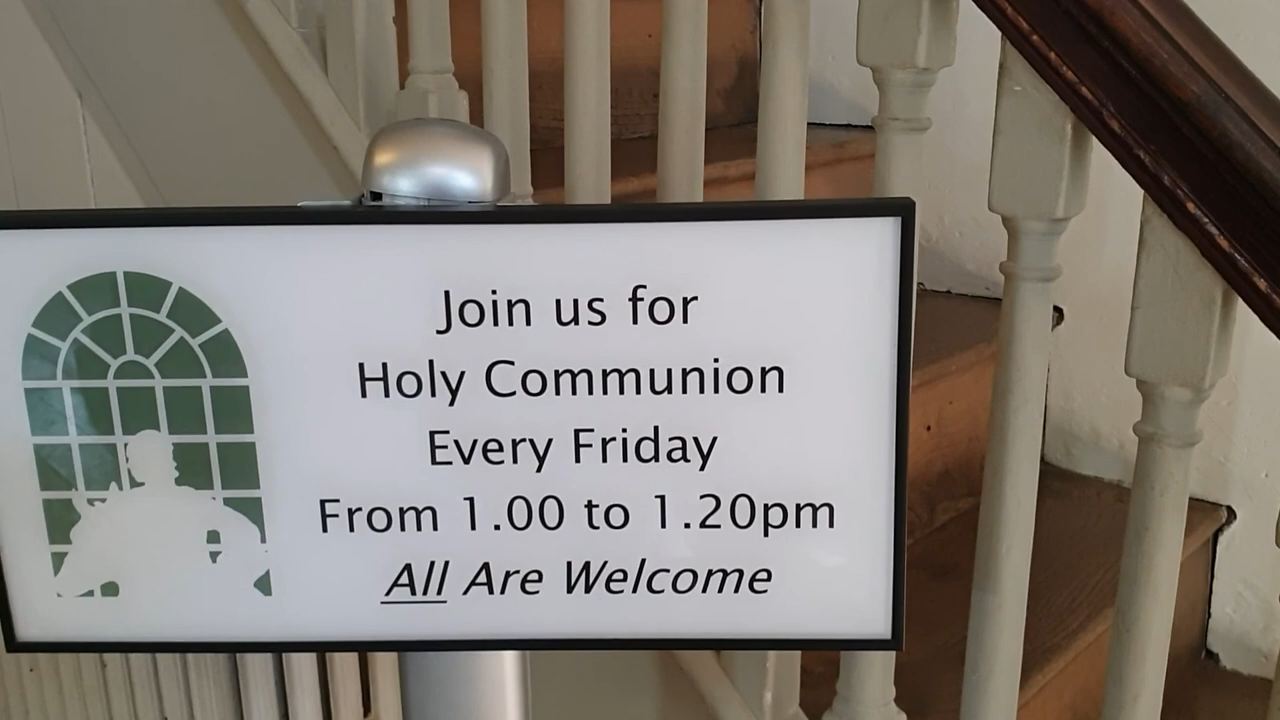 Join us for
Holy Communion
Every Friday
From 1.00 to 1.20pm
All Are Welcome